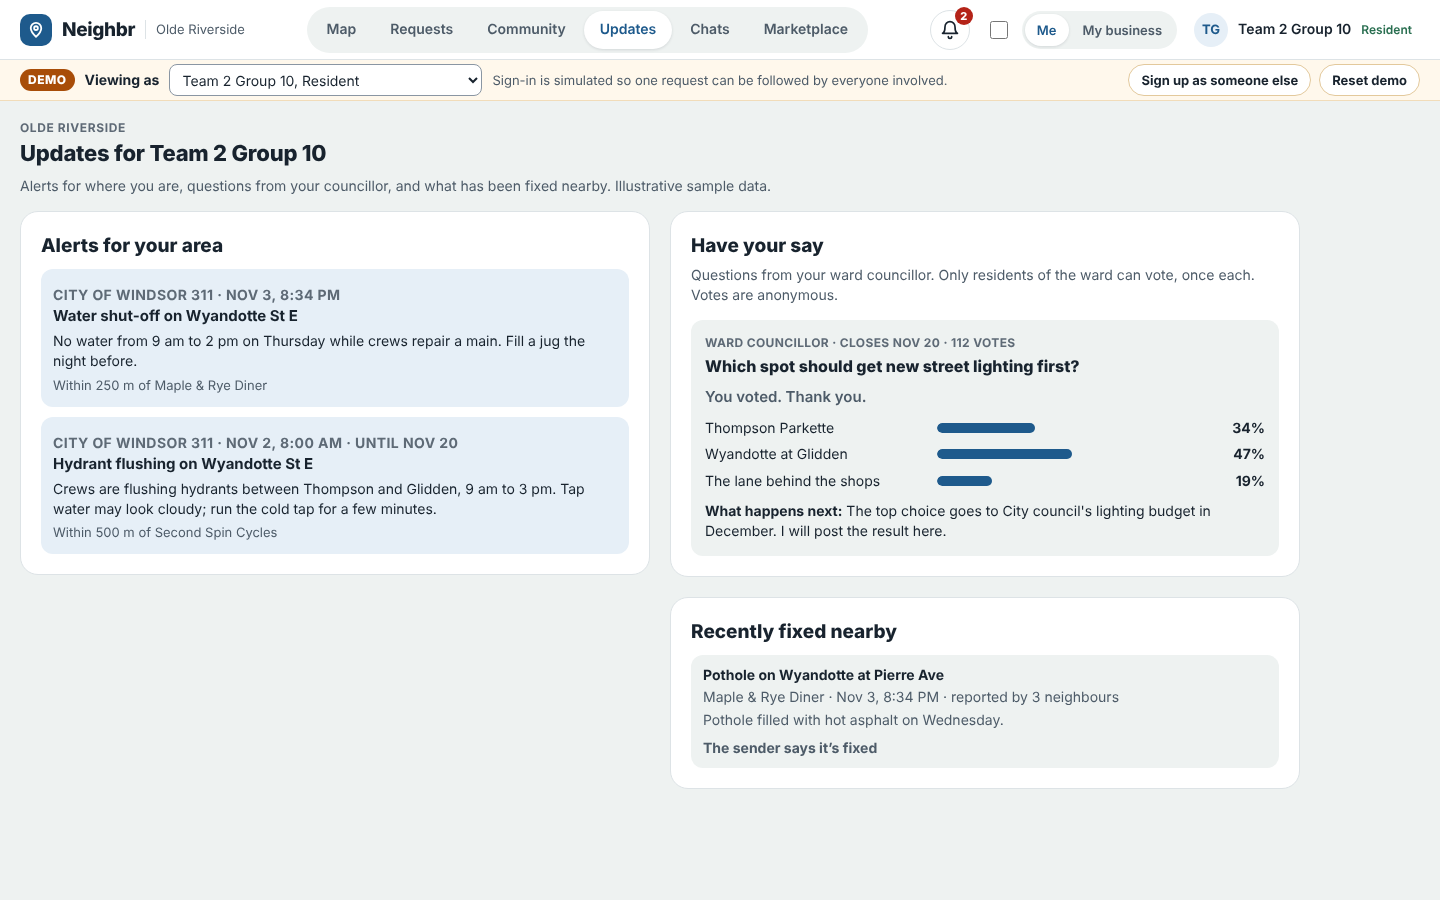 Neighbr
Olde Riverside
Map
Requests
Community
Updates
Chats
Marketplace
2
Me
My business
TG
Team 2 Group 10
Resident
DEMO
Viewing as
Team 2 Group 10, Resident
Sign-in is simulated so one request can be followed by everyone involved.
Sign up as someone else
Reset demo
OLDE RIVERSIDE
Updates for Team 2 Group 10
Alerts for where you are, questions from your councillor, and what has been fixed nearby. Illustrative sample data.
Alerts for your area
CITY OF WINDSOR 311 · NOV 3, 8:34 PM
Water shut-off on Wyandotte St E
No water from 9 am to 2 pm on Thursday while crews repair a main. Fill a jug the
night before.
Within 250 m of Maple & Rye Diner
CITY OF WINDSOR 311 · NOV 2, 8:00 AM · UNTIL NOV 20
Hydrant flushing on Wyandotte St E
Crews are flushing hydrants between Thompson and Glidden, 9 am to 3 pm. Tap
water may look cloudy; run the cold tap for a few minutes.
Within 500 m of Second Spin Cycles
Have your say
Questions from your ward councillor. Only residents of the ward can vote, once each.
Votes are anonymous.
WARD COUNCILLOR · CLOSES NOV 20 · 112 VOTES
Which spot should get new street lighting first?
You voted. Thank you.
Thompson Parkette 34%
Wyandotte at Glidden 47%
The lane behind the shops 19%
What happens next: The top choice goes to City council's lighting budget in
December. I will post the result here.
Recently fixed nearby
Pothole on Wyandotte at Pierre Ave
Maple & Rye Diner · Nov 3, 8:34 PM · reported by 3 neighbours
Pothole filled with hot asphalt on Wednesday.
The sender says it’s fixed